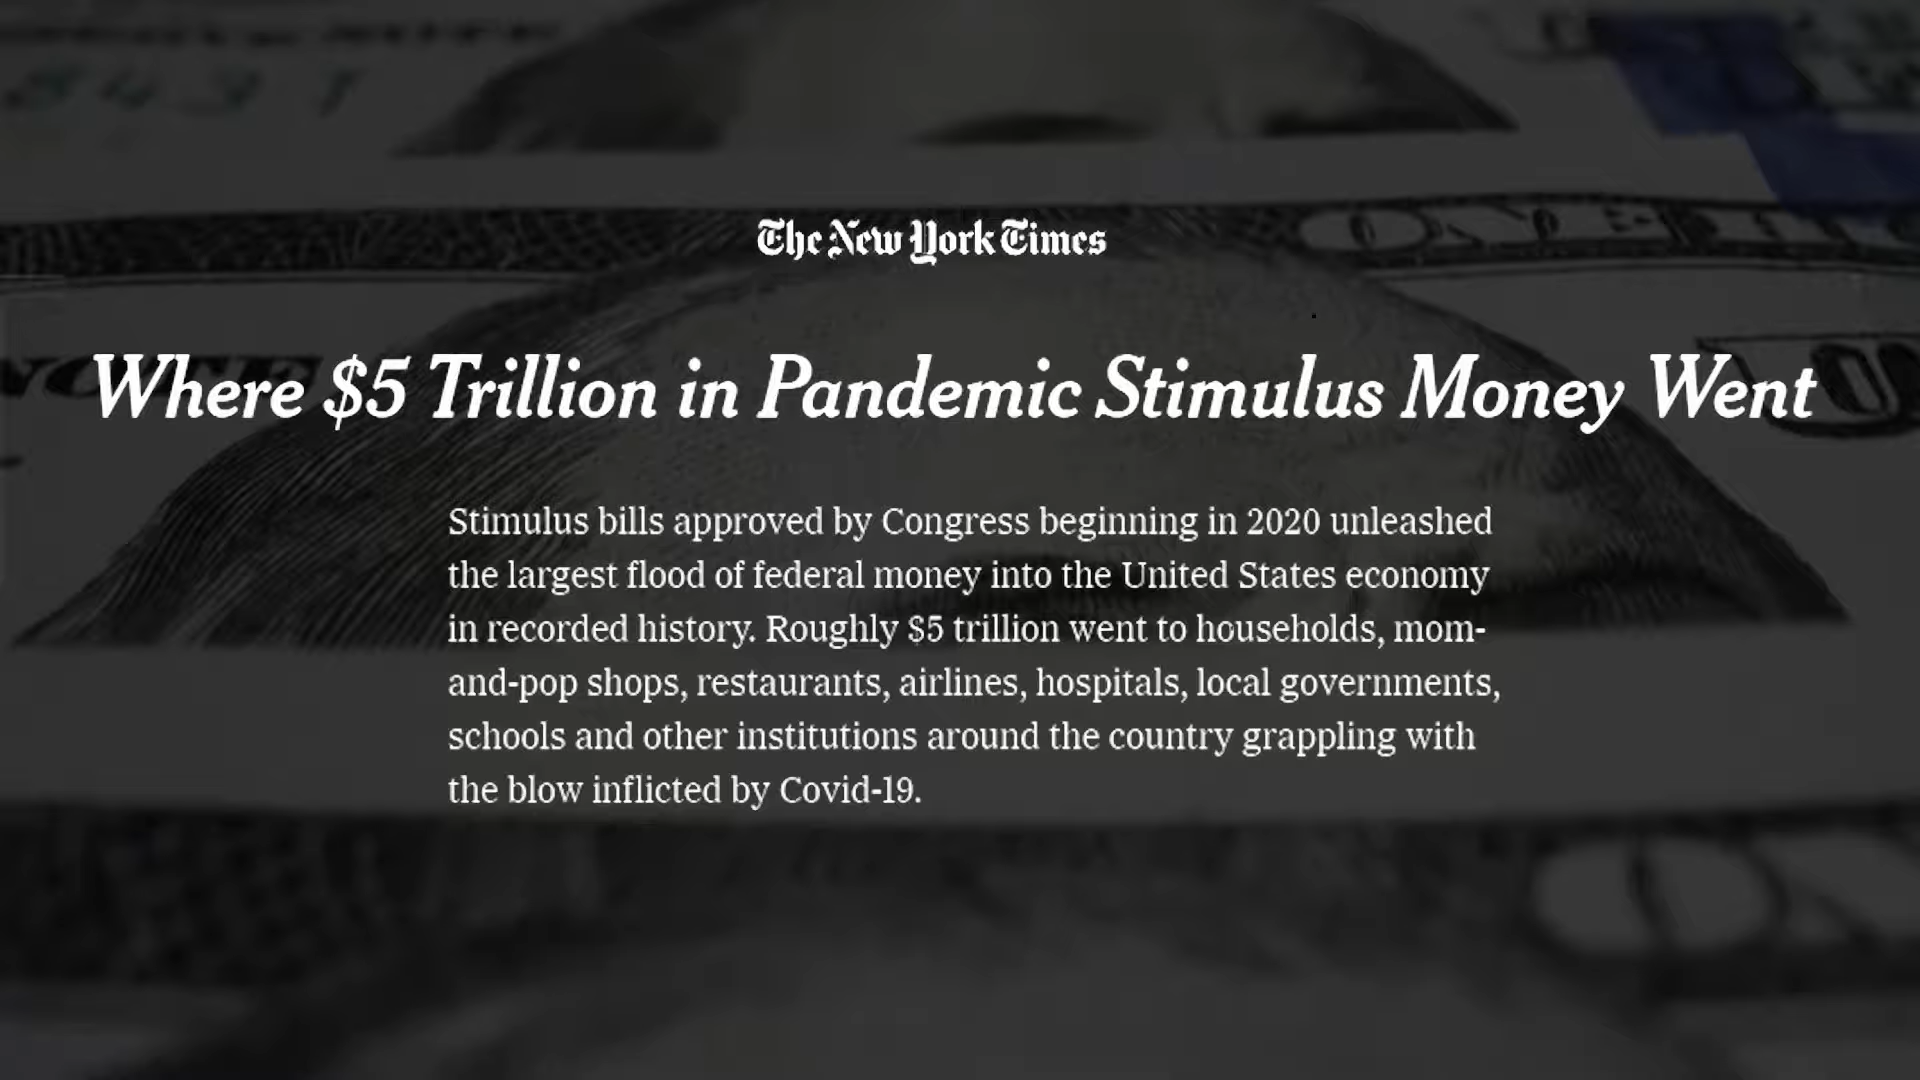 The New York Times
Where $5 Trillion in Pandemic Stimulus Money Went
Stimulus bills approved by Congress beginning in 2020 unleashed
the largest flood of federal money into the United States economy
in recorded history. Roughly $5 trillion went to households, mom-
and-pop shops, restaurants, airlines, hospitals, local governments,
schools and other institutions around the country grappling with
the blow inflicted by Covid-19.